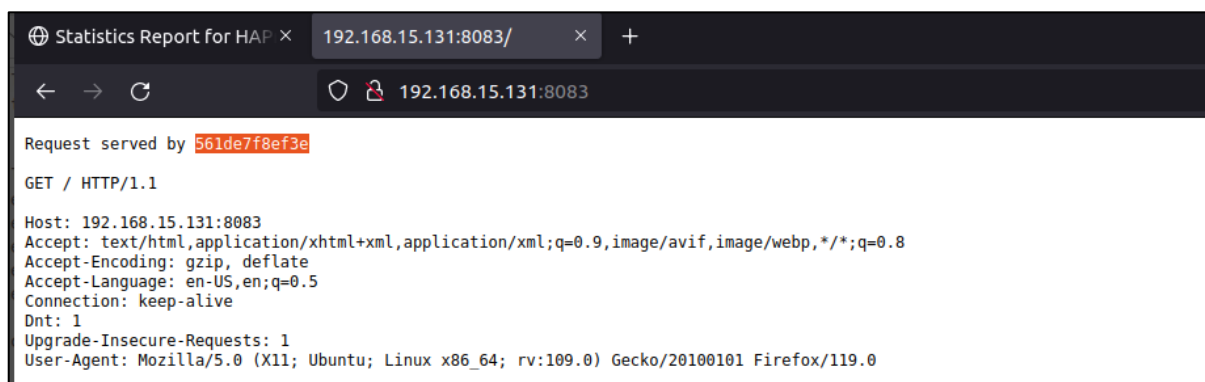 Statistics Report for HAP
192.168.15.131:8083/
192.168.15.131:8083
Request served by 561de7f8ef3e
GET / HTTP/1.1
Host: 192.168.15.131:8083
Accept: text/html,application/xhtml+xml,application/xml;q=0.9,image/avif,image/webp,*/*;q=0.8
Accept-Encoding: gzip, deflate
Accept-Language: en-US,en;q=0.5
Connection: keep-alive
Dnt: 1
Upgrade-Insecure-Requests: 1
User-Agent: Mozilla/5.0 (X11; Ubuntu; Linux x86_64; rv:109.0) Gecko/20100101 Firefox/119.0